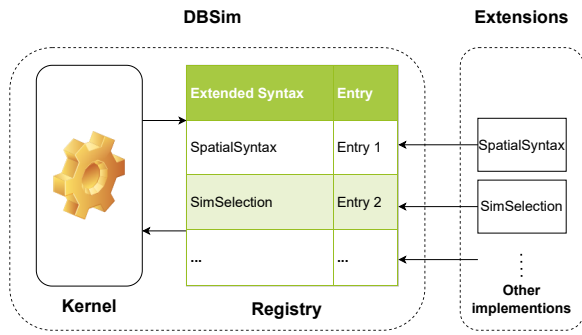 DBSim
Extensions
Extended Syntax Entry
SpatialSyntax Entry 1
SimSelection Entry 2
... ...
Kernel
Registry
SpatialSyntax
SimSelection
Other
implementions